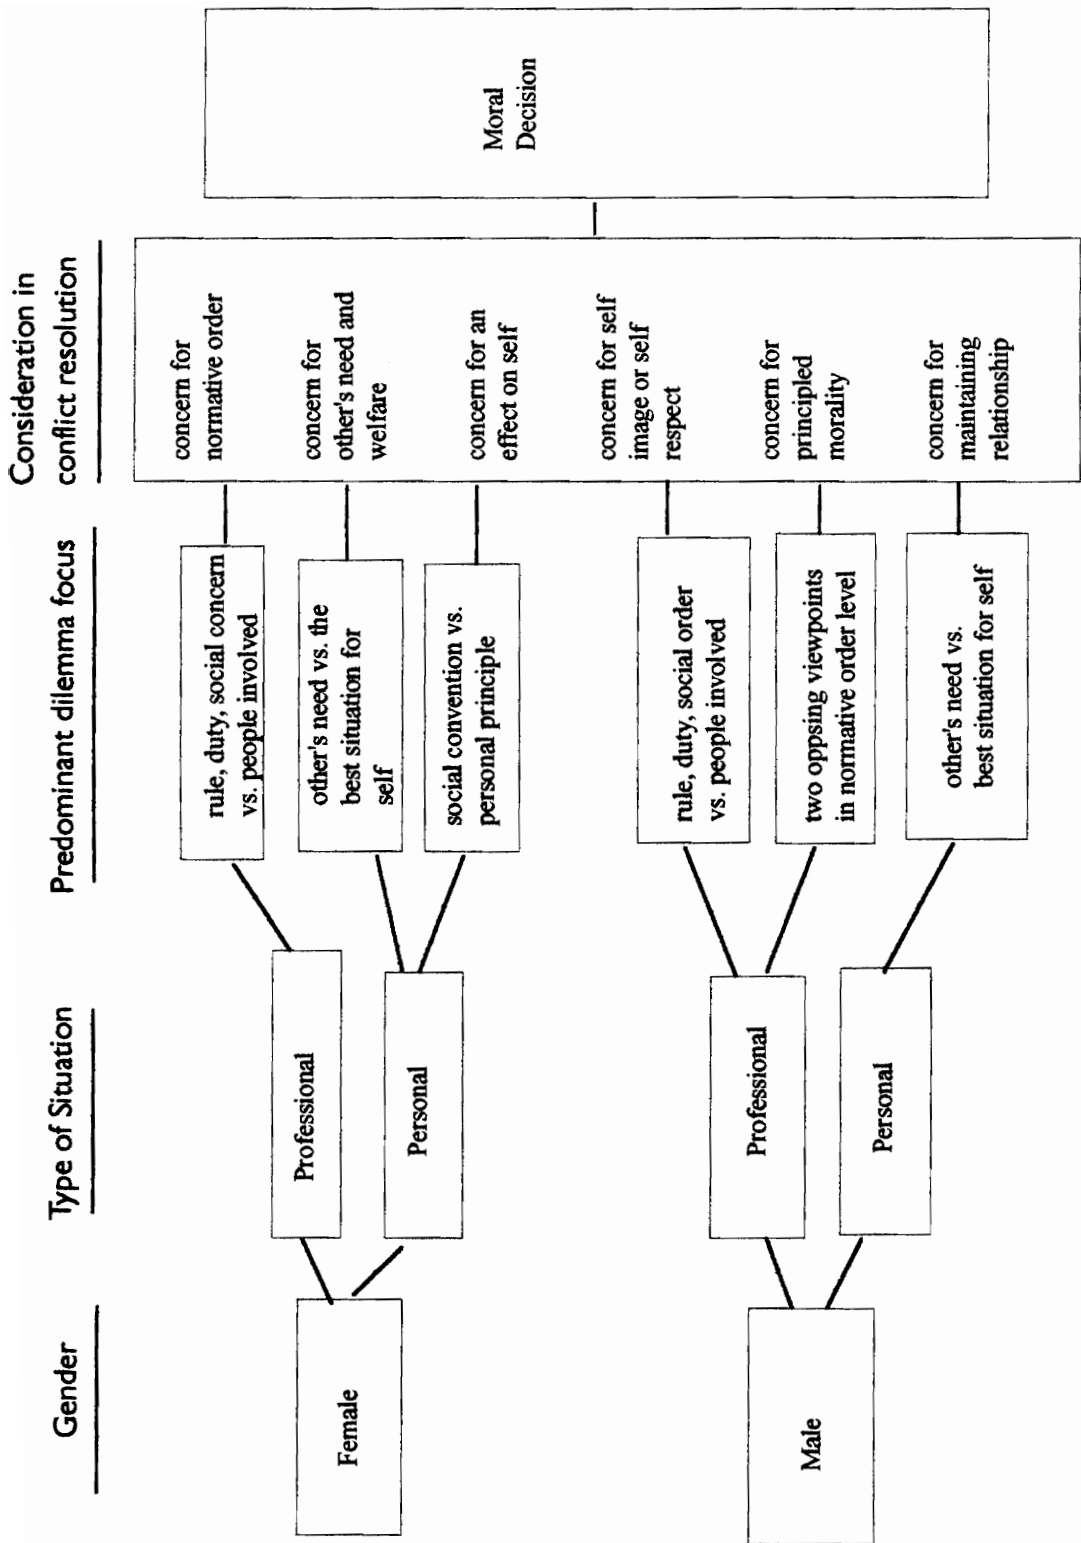 Gender
Type of Situation
Predominant dilemma focus
Consideration in
conflict resolution
Female
Professional
Personal
rule, duty, social concern
vs. people involved
other's need vs. the
best situation for
self
social convention vs.
personal principle
Male
Professional
Personal
rule, duty, social order
vs. people involved
two oppsing viewpoints
in normative order level
other's need vs.
best situation for self
concern for
normative order
concern for
other's need and
welfare
concern for an
effect on self
concern for self
image or self
respect
concern for
principled
morality
concern for
maintaining
relationship
Moral
Decision